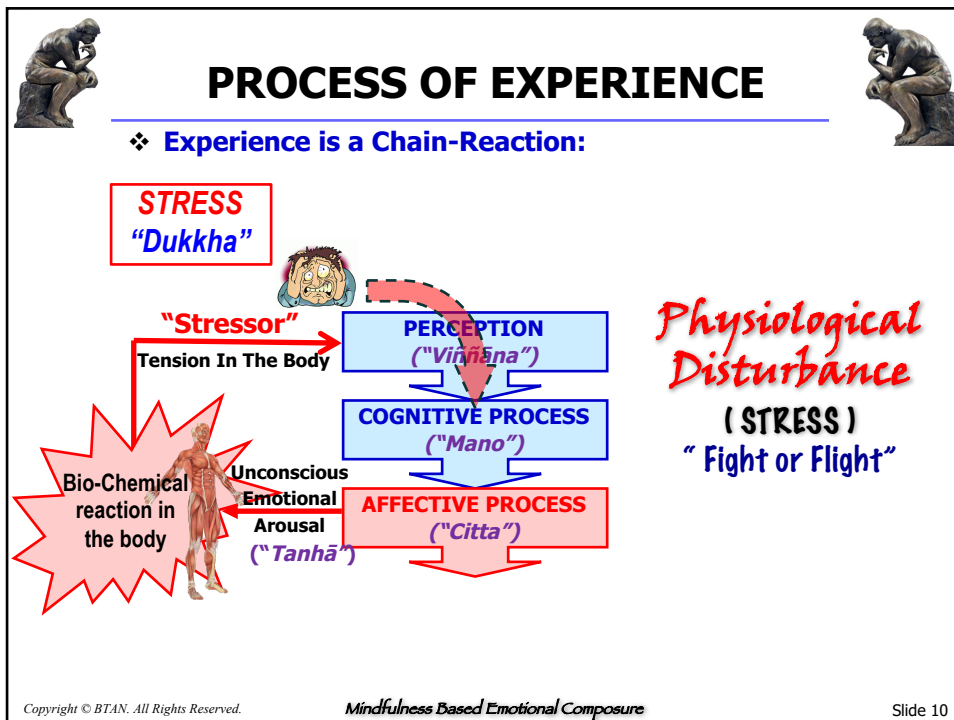 PROCESS OF EXPERIENCE
❖ Experience is a Chain-Reaction:
STRESS
“Dukkha”
“Stressor”
Tension In The Body
PERCEPTION
(“Viññāna”)
COGNITIVE PROCESS
(“Mano”)
AFFECTIVE PROCESS
(“Citta”)
Unconscious
Emotional
Arousal
(“Tanhā”)
Bio-Chemical
reaction in
the body
Physiological
Disturbance
( STRESS )
“ Fight or Flight”
Copyright © BTAN. All Rights Reserved.
Mindfulness Based Emotional Composure
Slide 10